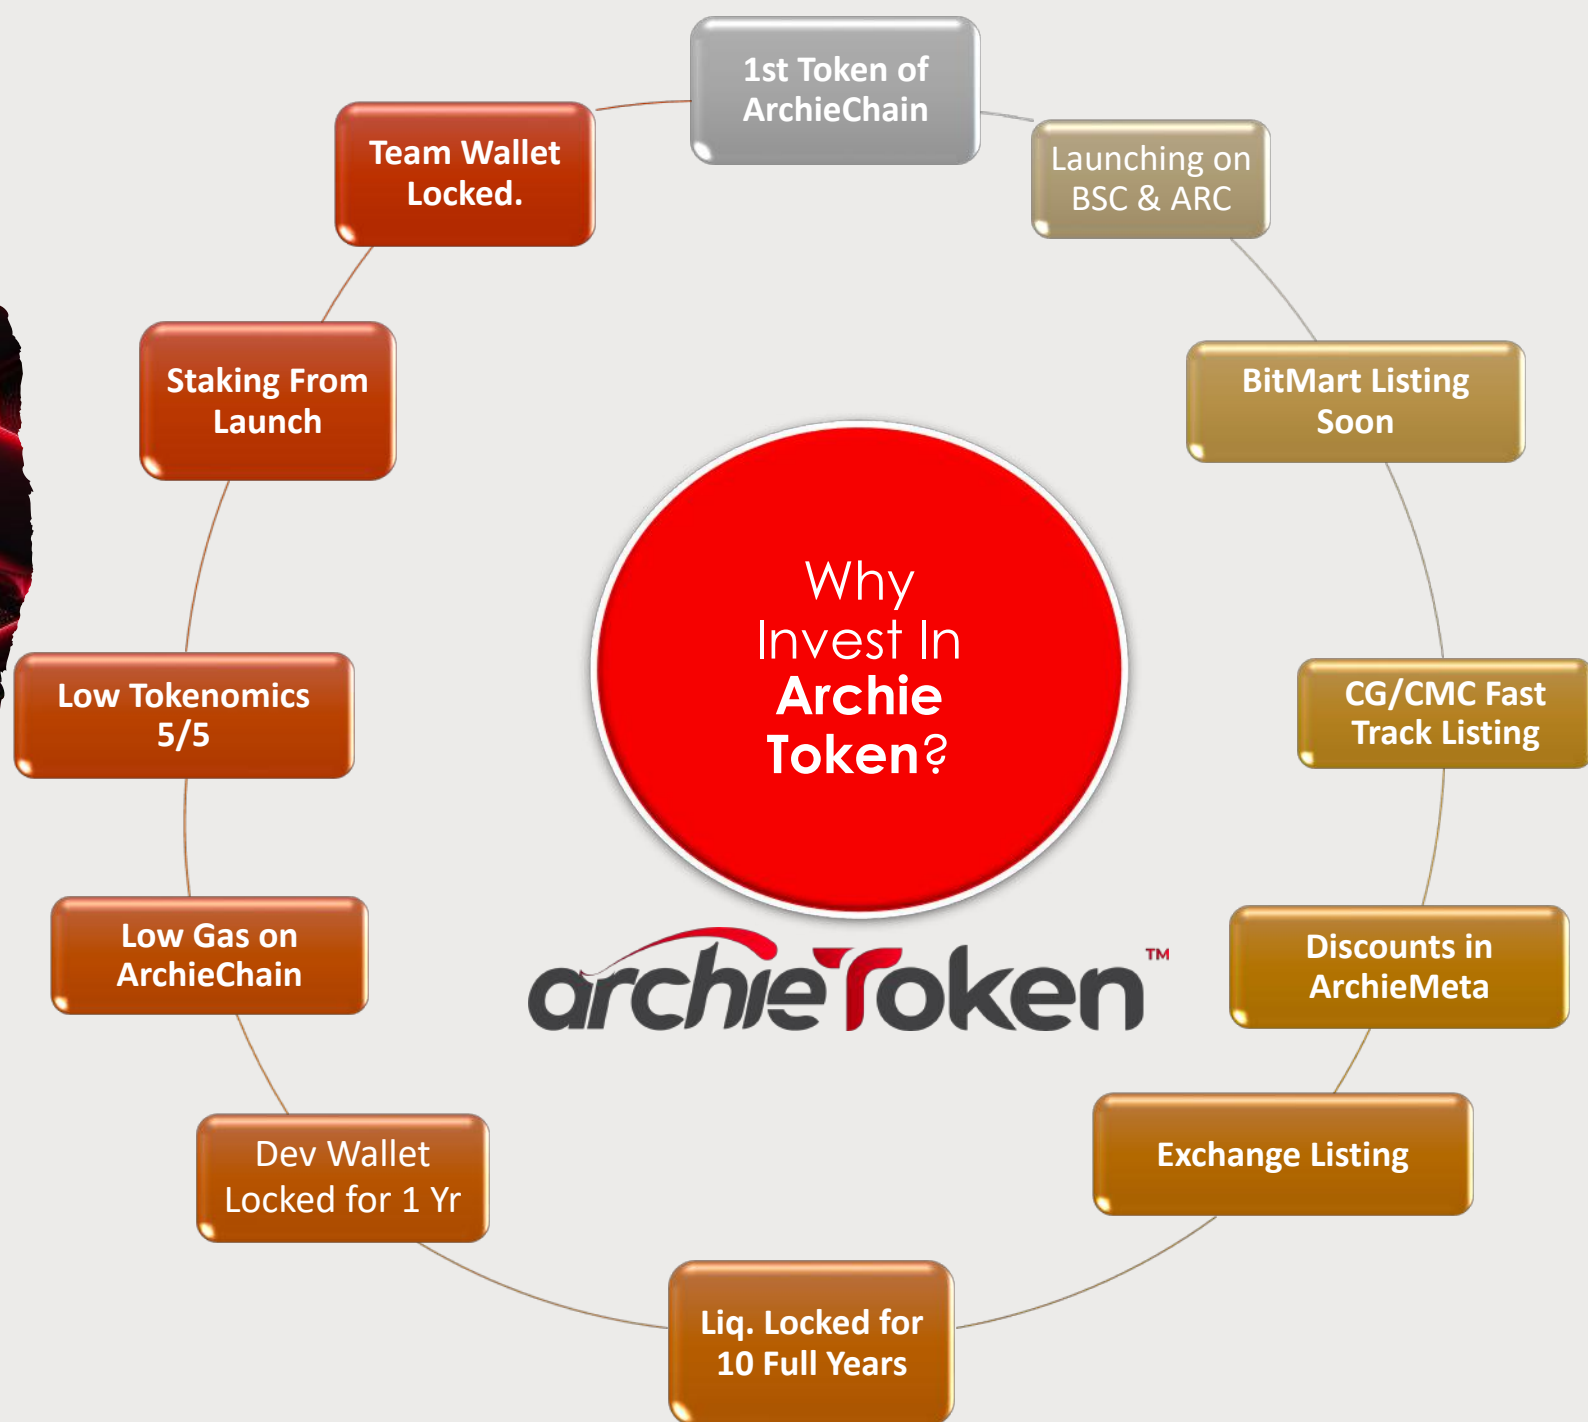 1st Token of
ArchieChain
Launching on
BSC & ARC
BitMart Listing
Soon
CG/CMC Fast
Track Listing
Discounts in
ArchieMeta
Exchange Listing
Liq. Locked for
10 Full Years
Dev Wallet
Locked for 1 Yr
Low Gas on
ArchieChain
Low Tokenomics
5/5
Staking From
Launch
Team Wallet
Locked.
Why
Invest In
Archie
Token?
archieToken™